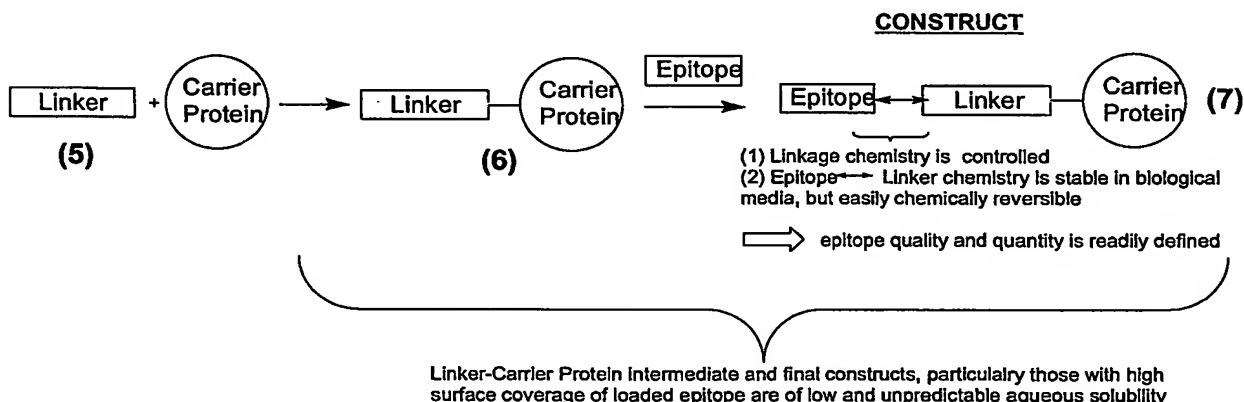 CONSTRUCT
Linker + Carrier Protein Linker Carrier Protein Epitope Epitope Linker Carrier Protein (7)
(5)
(6)
(1) Linkage chemistry is controlled
(2) Epitope ⟷ Linker chemistry is stable in biological
media, but easily chemically reversible
epitope quality and quantity is readily defined
Linker-Carrier Protein intermediate and final constructs, particulalry those with high
surface coverage of loaded epitope are of low and unpredictable aqueous solubility